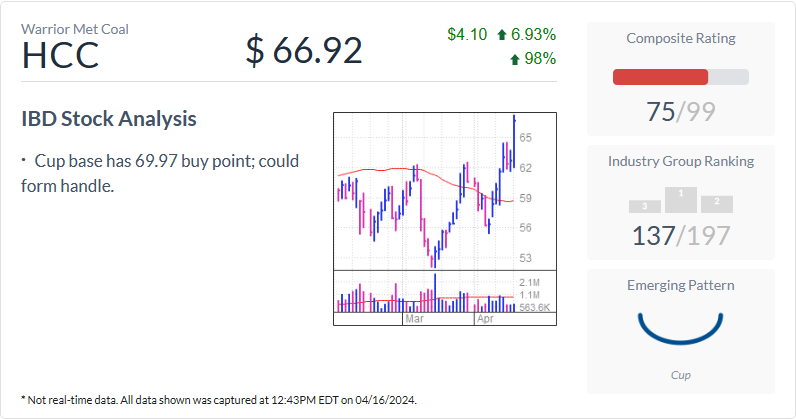 Warrior Met Coal
HCC
$ 66.92
$4.10 6.93%
98%
IBD Stock Analysis
· Cup base has 69.97 buy point; could
form handle.
65
62
59
56
53
2.1M
1.1M
563.6K
Mar
Apr
Composite Rating
75/99
Industry Group Ranking
3 1 2
137/197
Emerging Pattern
Cup
* Not real-time data. All data shown was captured at 12:43PM EDT on 04/16/2024.